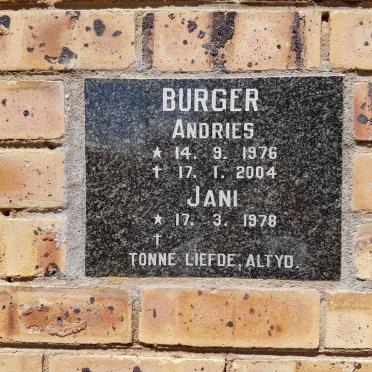 BURGER
ANDRIES
★ 14. 9. 1976
† 17. 1. 2004
JANI
★ 17. 3. 1978
†
TONNE LIEFDE, ALTYD.